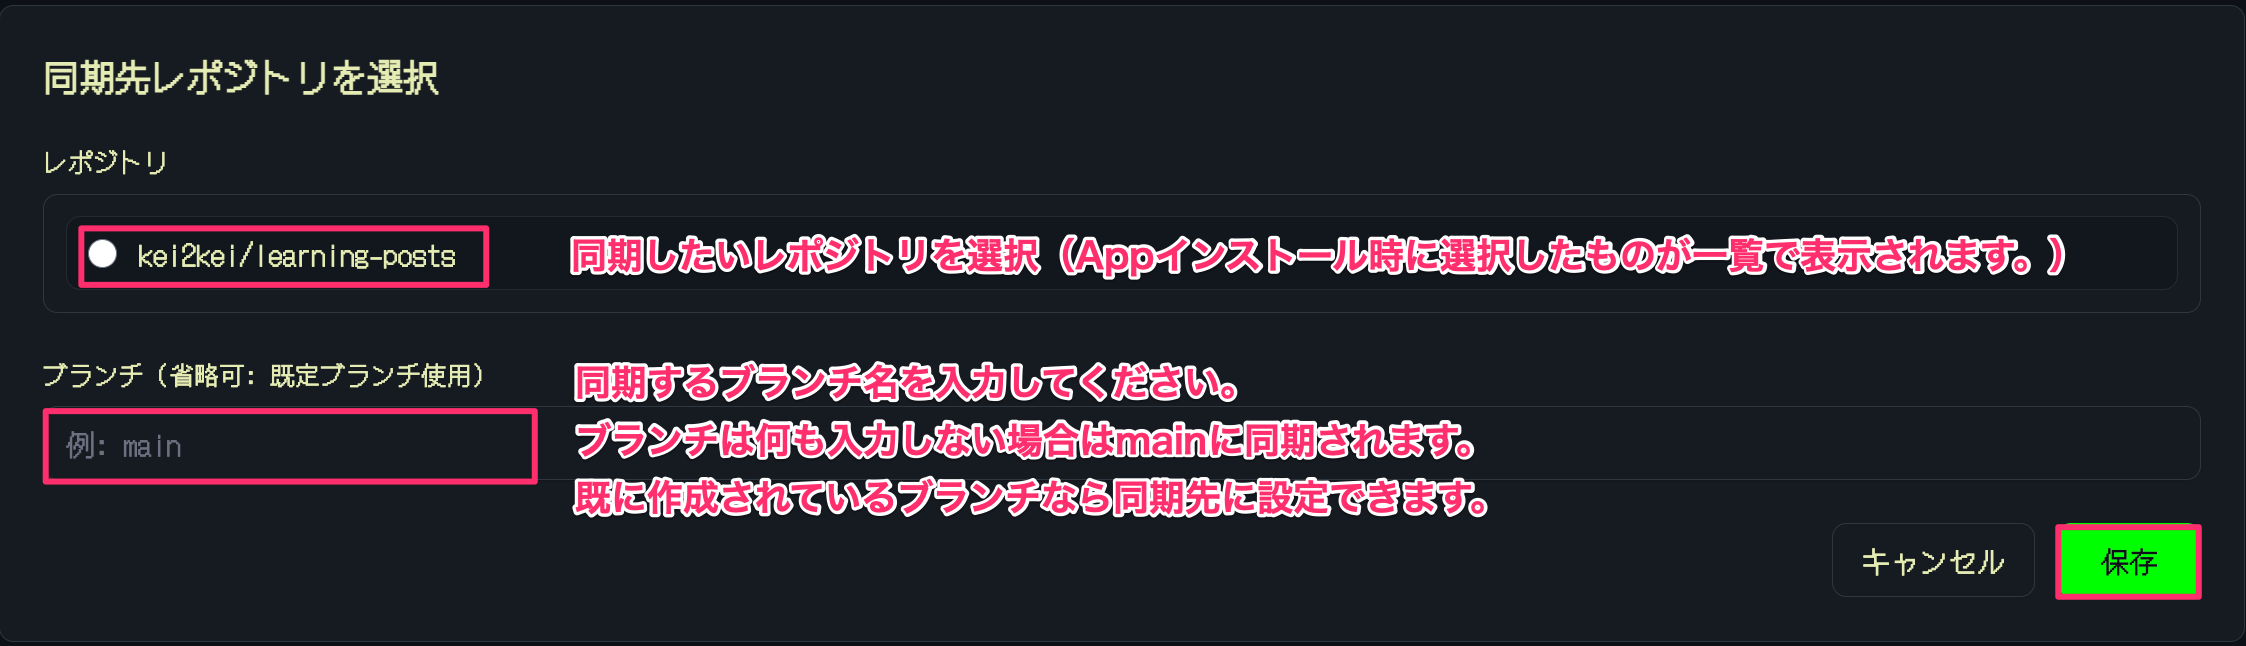 同期先レポジトリを選択
レポジトリ
kei2kei/learning-posts
同期したいレポジトリを選択（Appインストール時に選択したものが一覧で表示されます。）
ブランチ（省略可: 既定ブランチ使用）
同期するブランチ名を入力してください。
例: main
ブランチは何も入力しない場合はmainに同期されます。
既に作成されているブランチなら同期先に設定できます。
キャンセル
保存